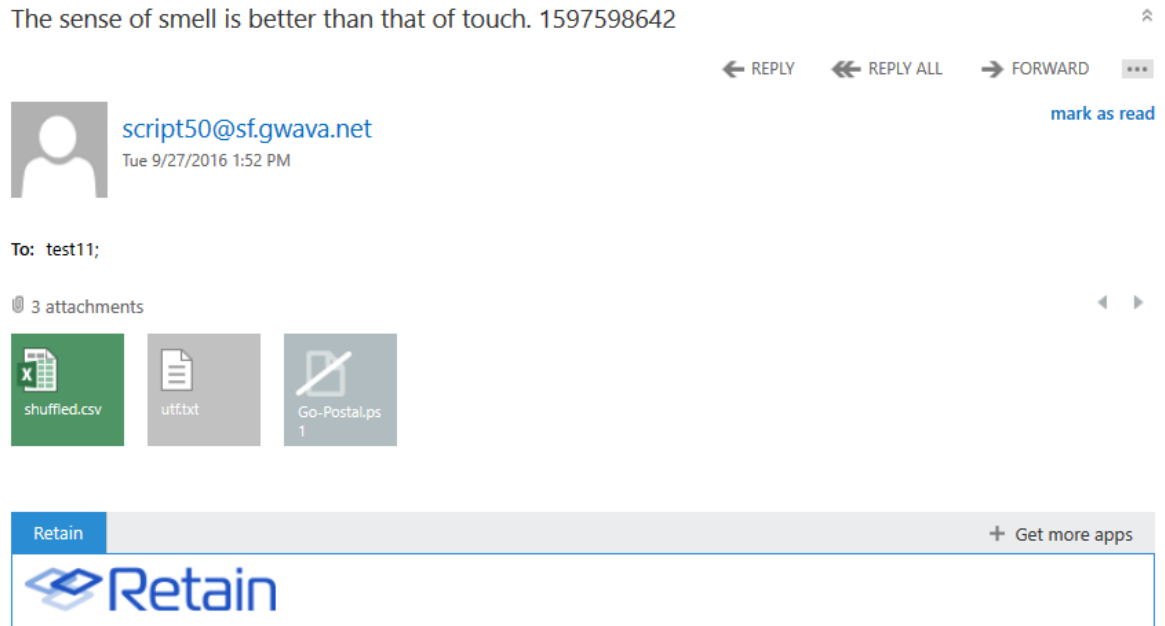 The sense of smell is better than that of touch. 1597598642
REPLY REPLY ALL FORWARD
mark as read
script50@sf.gwava.net
Tue 9/27/2016 1:52 PM
To: test11;
3 attachments
shuffled.csv
utf.txt
Go-Postal.ps
1
Retain
+ Get more apps
Retain